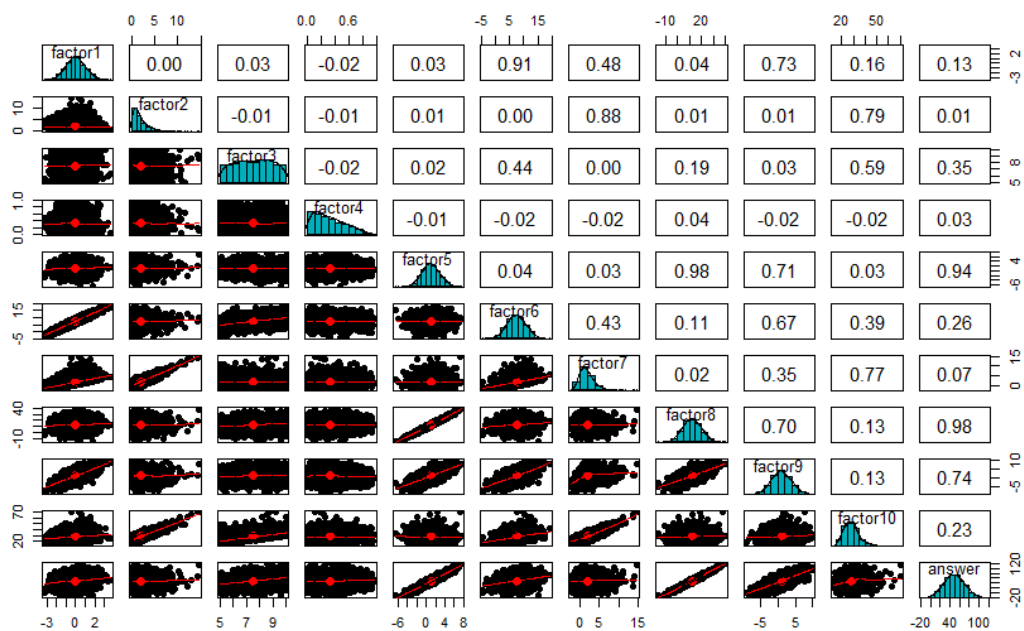 0 5 15 0.0 0.6 -5 5 15 -10 20 20 50
factor1 0.00 0.03 -0.02 0.03 0.91 0.48 0.04 0.73 0.16 0.13 -3 2
0 10 factor2 -0.01 -0.01 0.01 0.00 0.88 0.01 0.01 0.79 0.01
factor3 -0.02 0.02 0.44 0.00 0.19 0.03 0.59 0.35 5 8
0.0 1.0 factor4 -0.01 -0.02 -0.02 0.04 -0.02 -0.02 0.03
factor5 0.04 0.03 0.98 0.71 0.03 0.94 -6 4
-5 15 factor6 0.43 0.11 0.67 0.39 0.26
factor7 0.02 0.35 0.77 0.07 0 15
-10 40 factor8 0.70 0.13 0.98
factor9 0.13 0.74 -5 10
20 70 factor10 0.23
answer -20 120
-3 0 2 5 7 9 -6 0 4 8 0 5 15 -5 5 -20 40 100